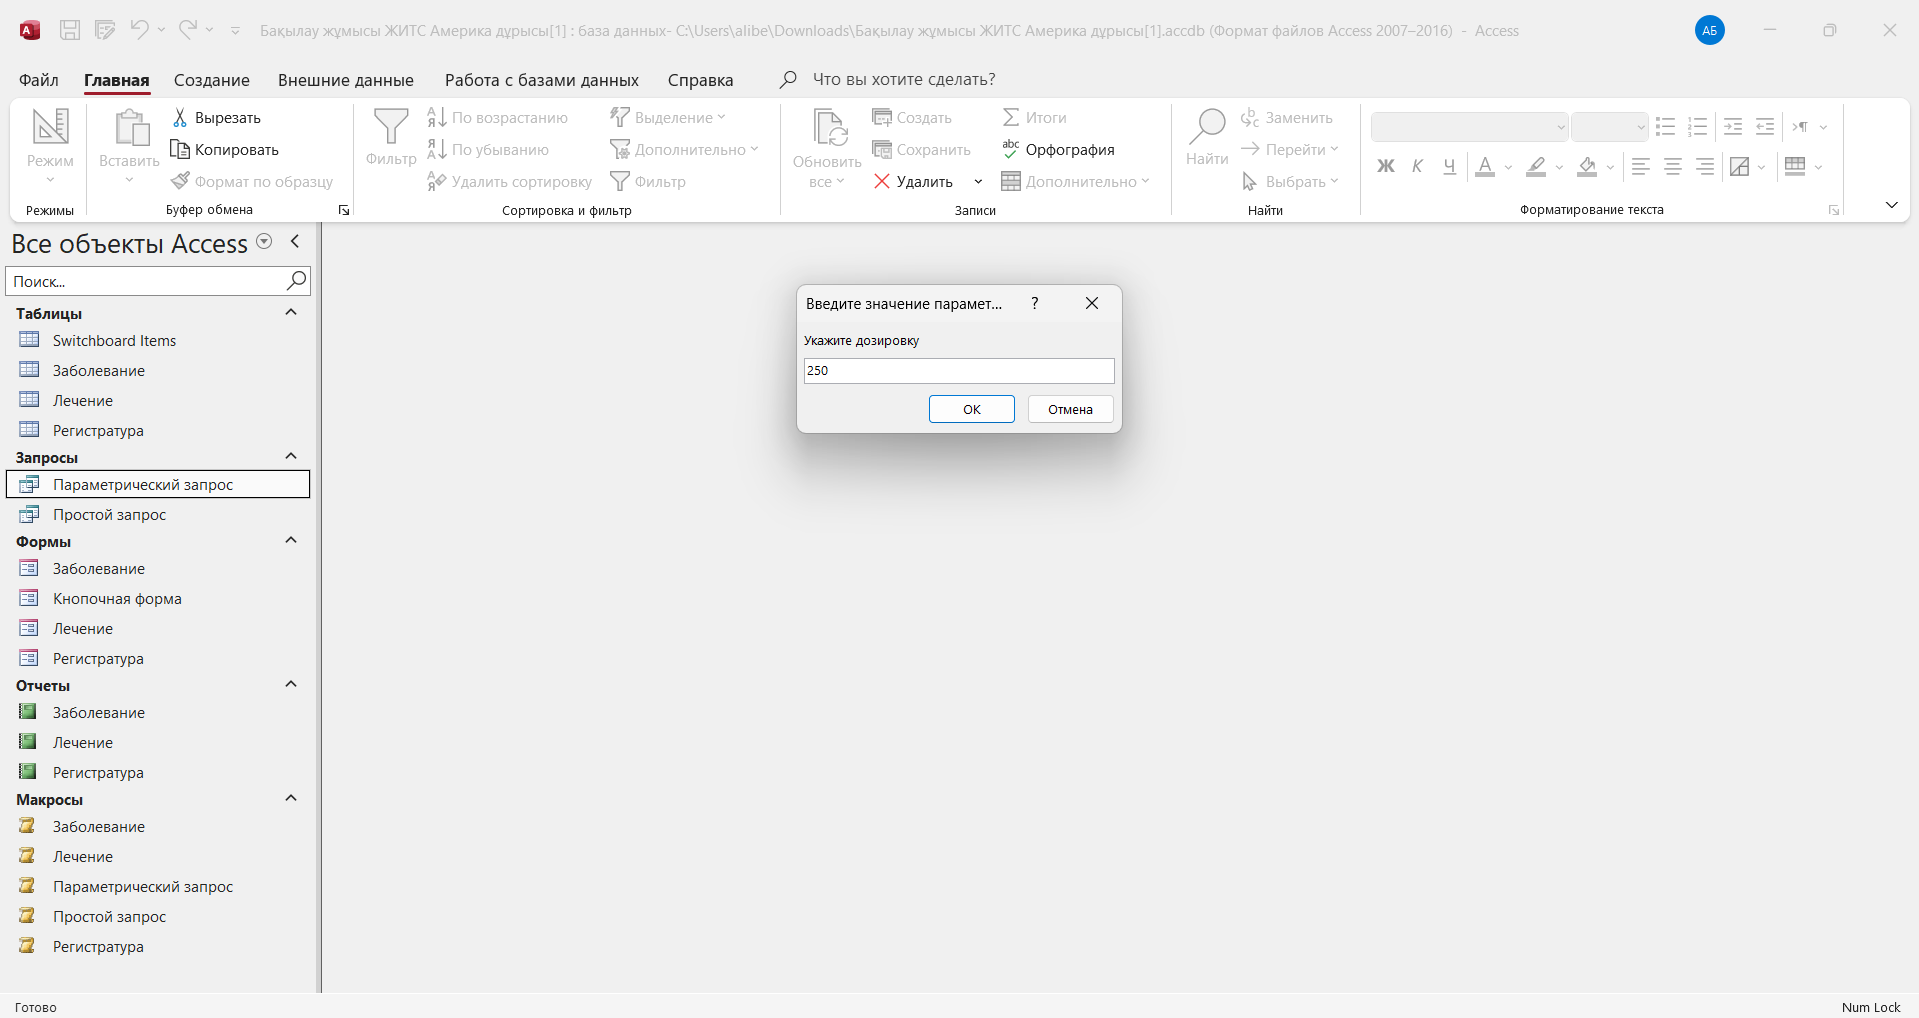 Бақылау жұмысы ЖИТС Америка дұрысы[1] : база данных- C:\Users\alibe\Downloads\Бақылау жұмысы ЖИТС Америка дұрысы[1].accdb (Формат файлов Access 2007–2016) - Access
АБ
Файл Главная Создание Внешние данные Работа с базами данных Справка Что вы хотите сделать?
Режим
Режимы
Вставить
Вырезать
Копировать
Формат по образцу
Буфер обмена
Фильтр
По возрастанию
По убыванию
Удалить сортировку
Выделение
Дополнительно
Фильтр
Сортировка и фильтр
Обновить
все
Создать
Сохранить
Удалить
Итоги
Орфография
Дополнительно
Записи
Найти
Заменить
Перейти
Выбрать
Найти
Ж К Ч А
Форматирование текста
Все объекты Access
Поиск...
Таблицы
Switchboard Items
Заболевание
Лечение
Регистратура
Запросы
Параметрический запрос
Простой запрос
Формы
Заболевание
Кнопочная форма
Лечение
Регистратура
Отчеты
Заболевание
Лечение
Регистратура
Макросы
Заболевание
Лечение
Параметрический запрос
Простой запрос
Регистратура
Введите значение парамет... ?
Укажите дозировку
250
ОК Отмена
Готово
Num Lock